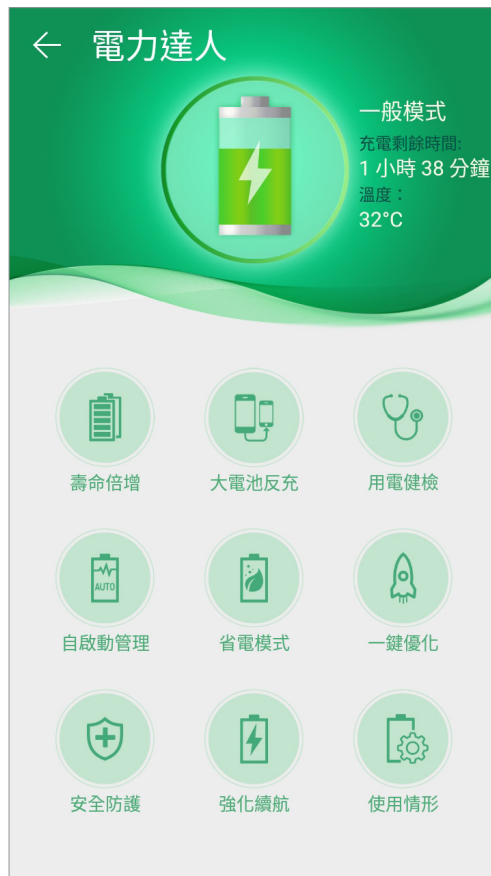 電力達人
一般模式
充電剩餘時間:
1 小時 38 分鐘
溫度：
32°C
壽命倍增
大電池反充
用電健檢
AUTO
自啟動管理
省電模式
一鍵優化
安全防護
強化續航
使用情形